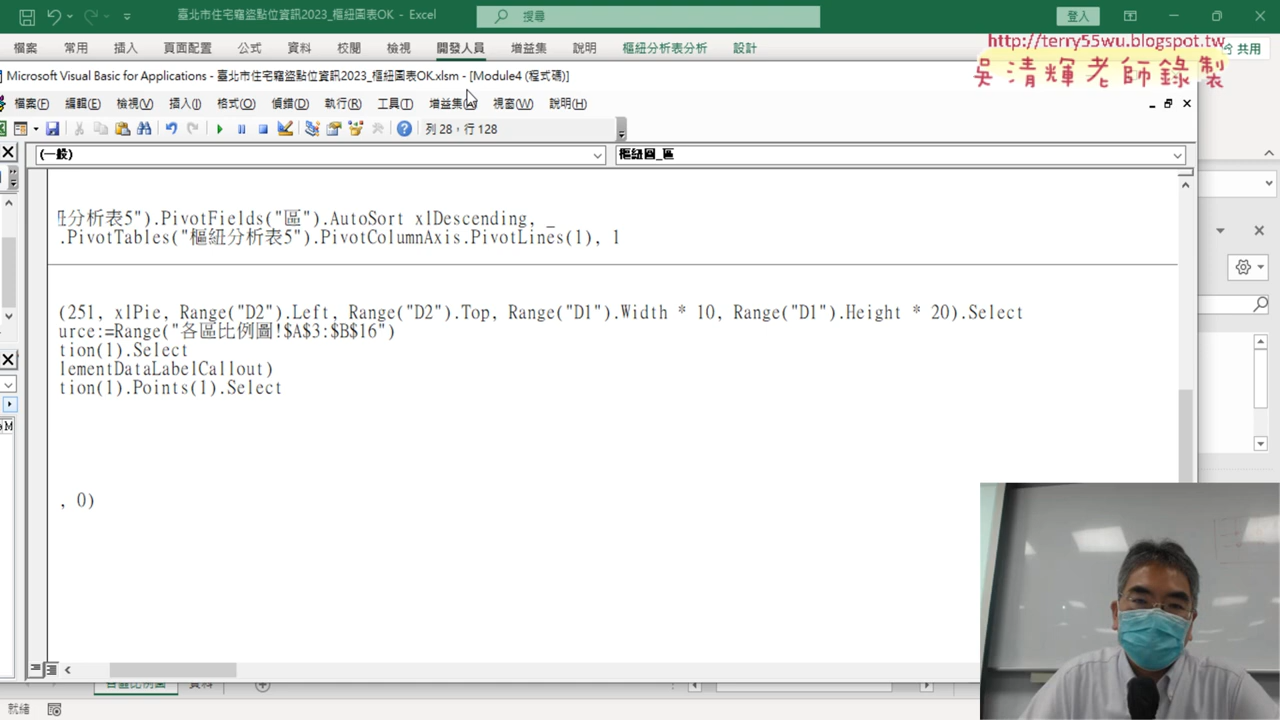 臺北市住宅竊盜點位資訊2023_樞紐圖表OK - Excel
搜尋
登入
檔案 常用 插入 頁面配置 公式 資料 校閱 檢視 開發人員 增益集 說明 樞紐分析表分析 設計
共用
http://terry55wu.blogspot.tw
吳清輝老師錄製
Microsoft Visual Basic for Applications - 臺北市住宅竊盜點位資訊2023_樞紐圖表OK.xlsm - [Module4 (程式碼)]
檔案(F) 編輯(E) 檢視(V) 插入(I) 格式(O) 偵錯(D) 執行(R) 工具(T) 增益集(A) 視窗(W) 說明(H)
列 28，行 128
(一般)
樞紐圖_區
分析表5").PivotFields("區").AutoSort xlDescending, _
.PivotTables("樞紐分析表5").PivotColumnAxis.PivotLines(1), 1
(251, xlPie, Range("D2").Left, Range("D2").Top, Range("D1").Width * 10, Range("D1").Height * 20).Select
urce:=Range("各區比例圖!$A$3:$B$16")
tion(1).Select
lementDataLabelCallout)
tion(1).Points(1).Select
, 0)
各區比例圖 資料
就緒